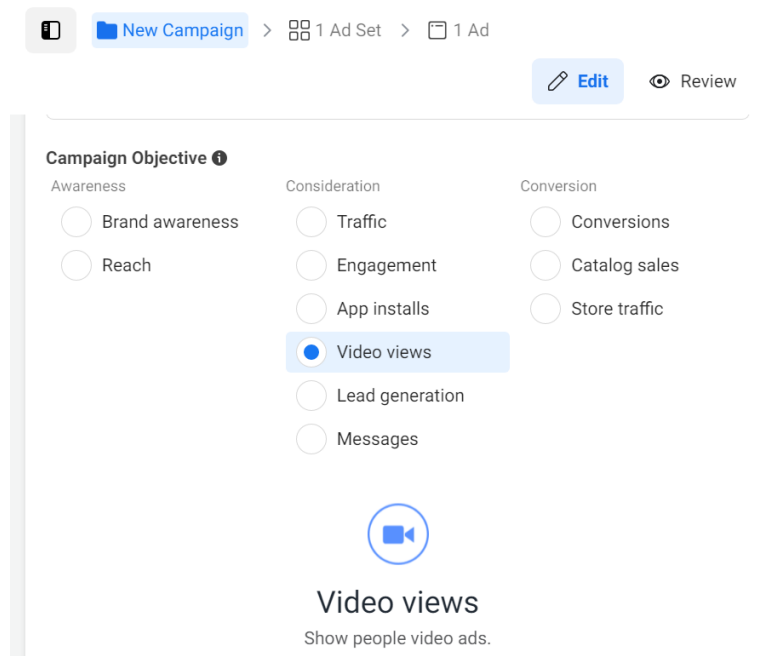 New Campaign > 1 Ad Set > 1 Ad
Edit Review
Campaign Objective
Awareness Consideration Conversion
Brand awareness Traffic Conversions
Reach Engagement Catalog sales
App installs Store traffic
Video views
Lead generation
Messages
Video views
Show people video ads.